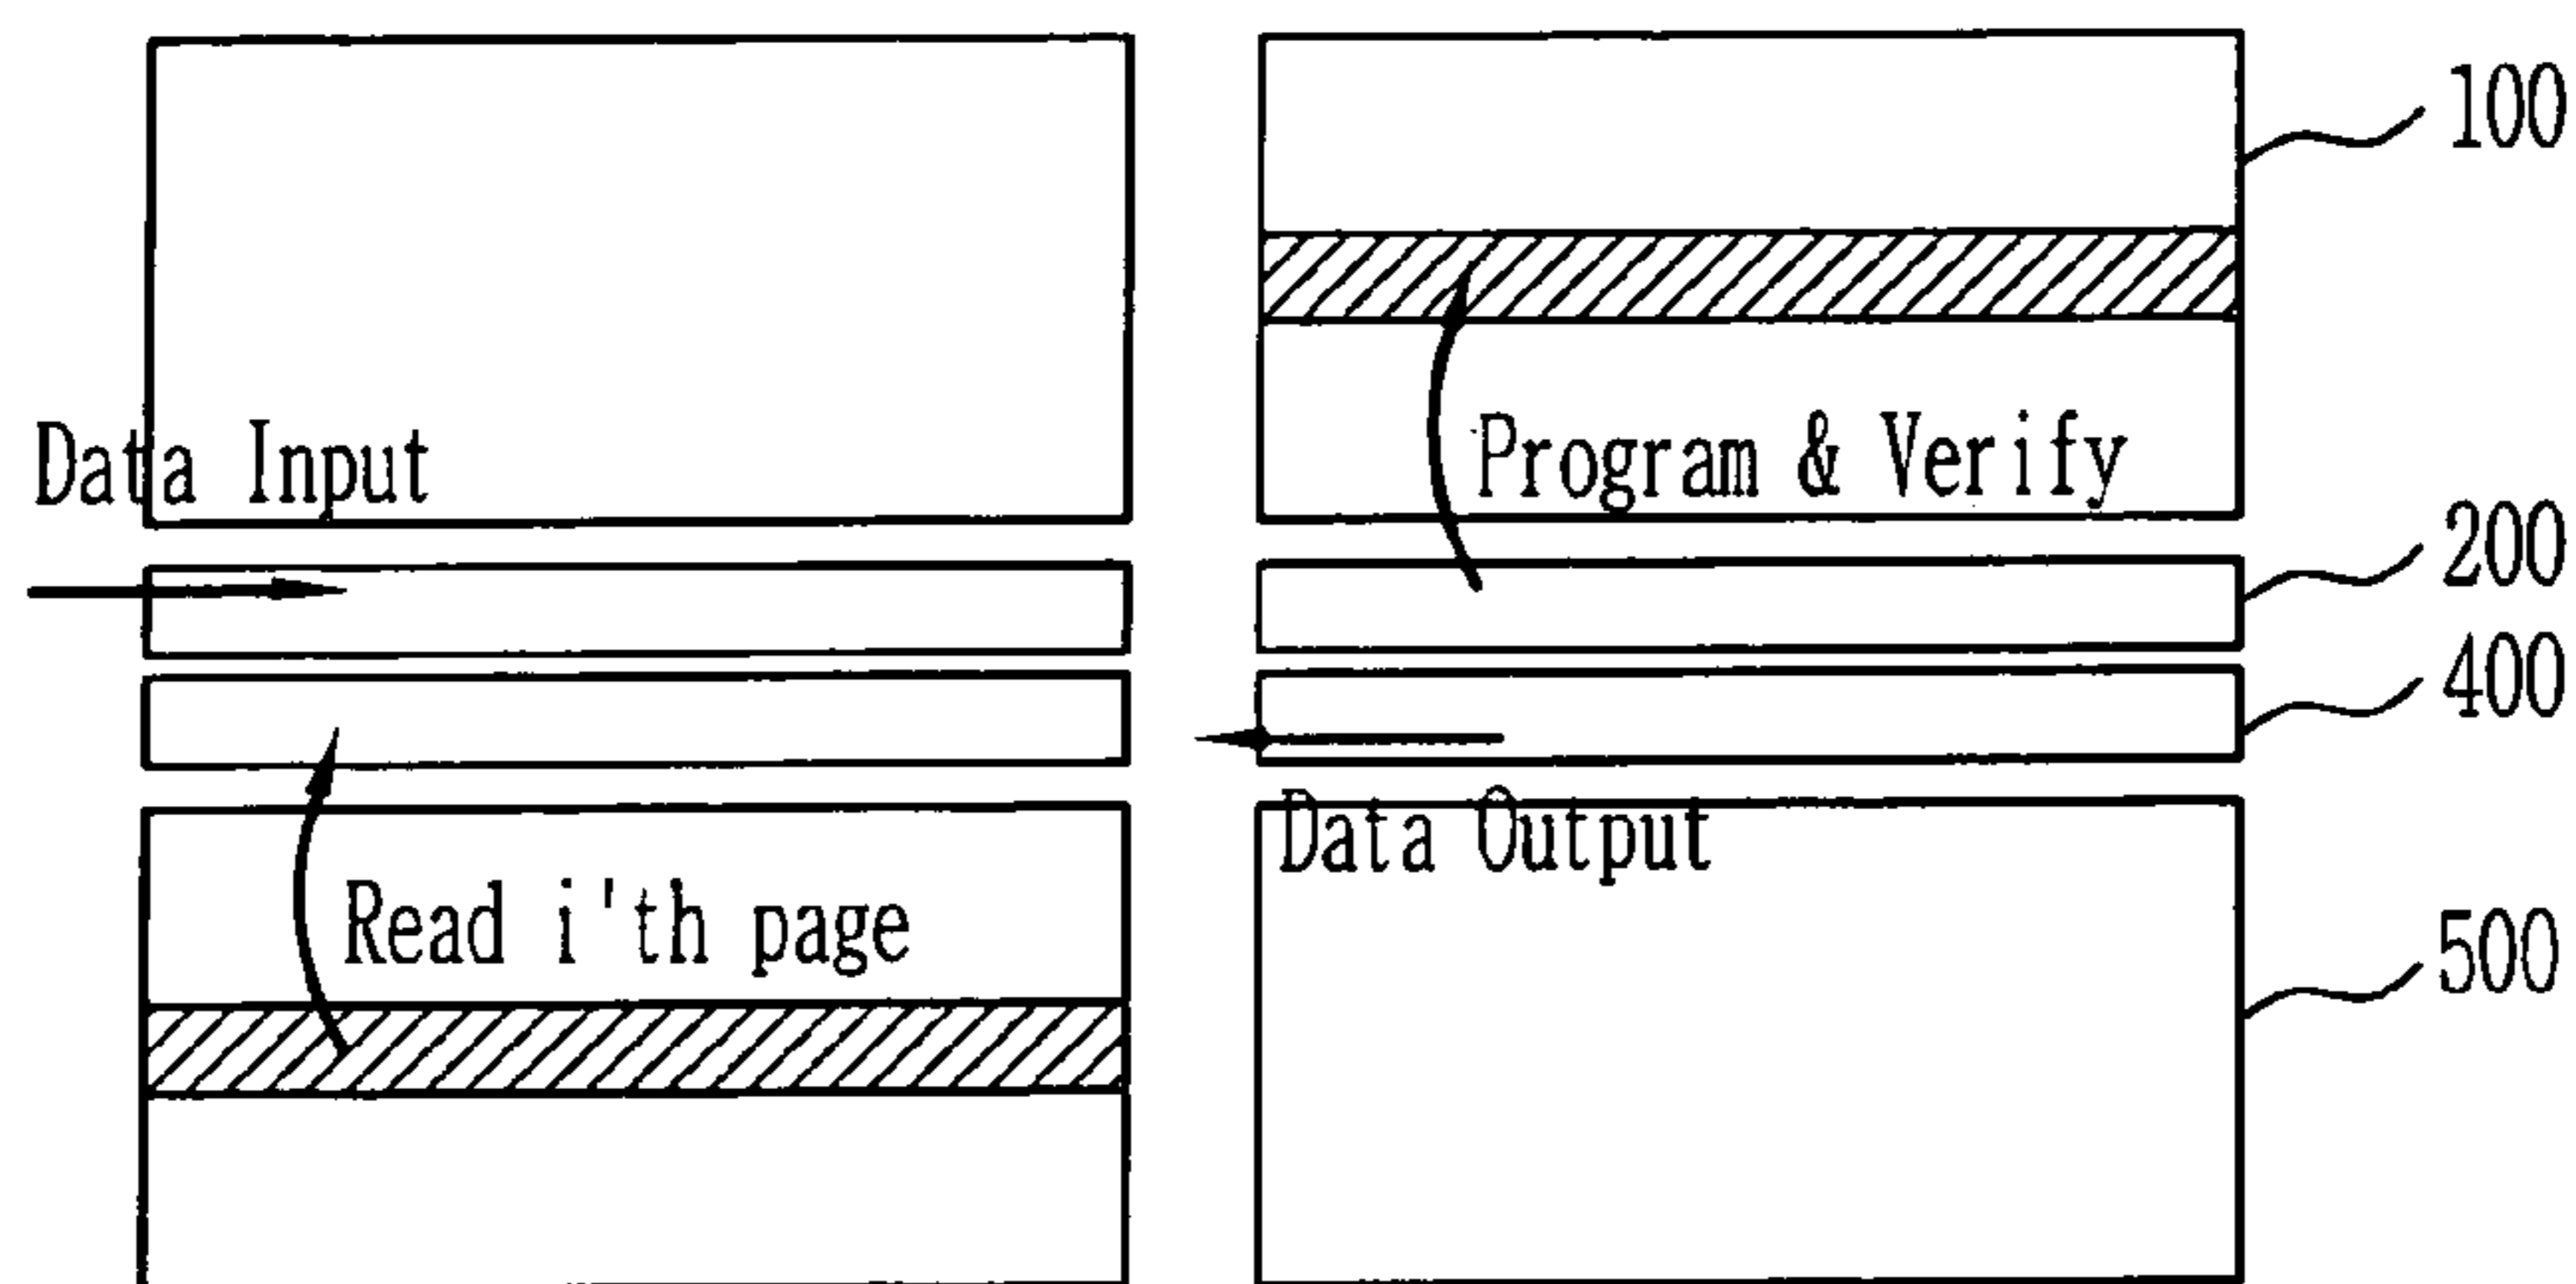 100
Data Input
Program & Verify
200
400
Data Output
Read i'th page
500